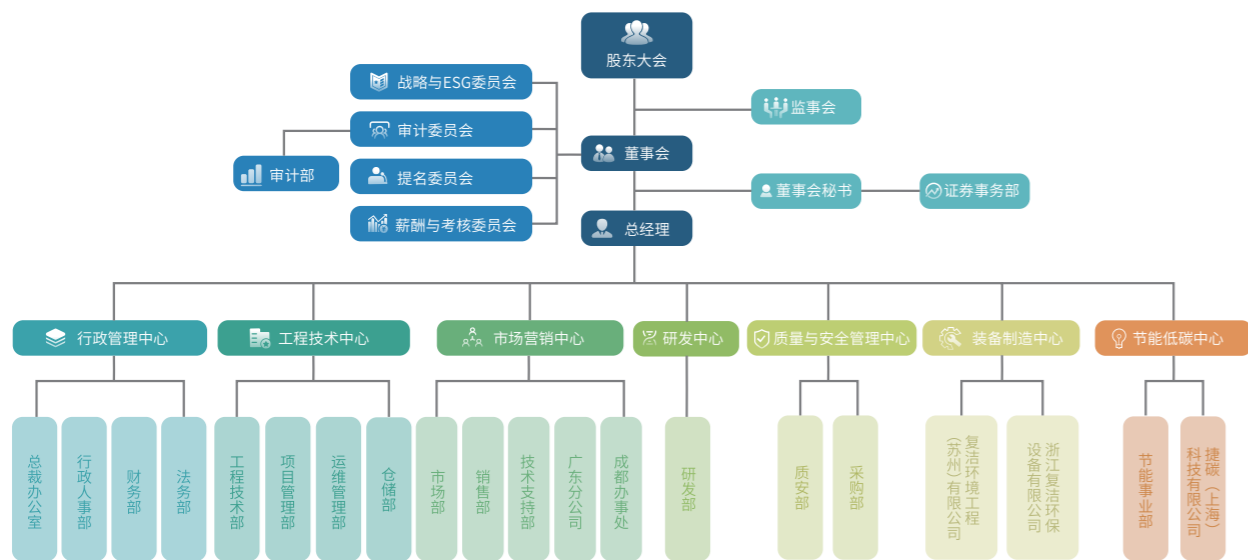 股东大会
战略与ESG委员会
监事会
审计委员会
董事会
审计部
提名委员会
董事会秘书
证券事务部
薪酬与考核委员会
总经理
行政管理中心
工程技术中心
市场营销中心
研发中心
质量与安全管理中心
装备制造中心
节能低碳中心
总裁办公室
行政人事部
财务部
法务部
工程技术部
项目管理部
运维管理部
仓储部
市场部
销售部
技术支持部
广东分公司
成都办事处
研发部
质安部
采购部
复洁环境工程
（苏州）有限公司
浙江复洁环保
设备有限公司
节能事业部
捷碳（上海）
科技有限公司